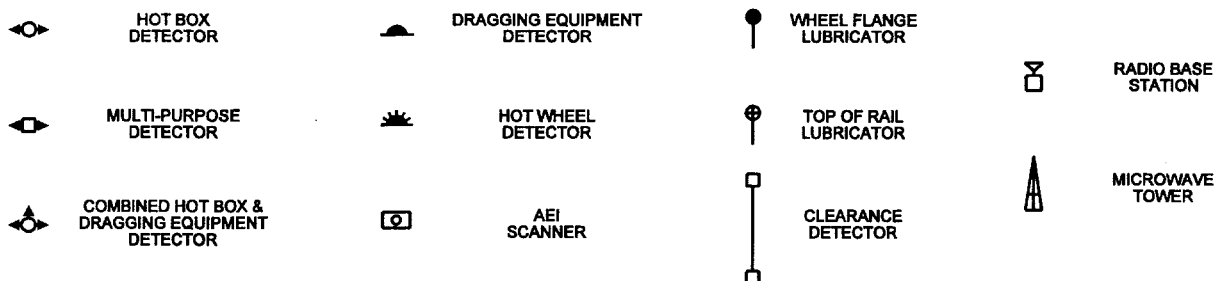 HOT BOX
DETECTOR
DRAGGING EQUIPMENT
DETECTOR
WHEEL FLANGE
LUBRICATOR
RADIO BASE
STATION
MULTI-PURPOSE
DETECTOR
HOT WHEEL
DETECTOR
TOP OF RAIL
LUBRICATOR
MICROWAVE
TOWER
COMBINED HOT BOX &
DRAGGING EQUIPMENT
DETECTOR
AEI
SCANNER
CLEARANCE
DETECTOR